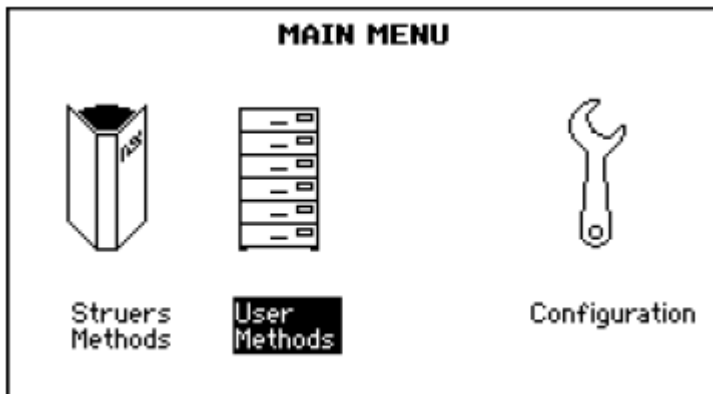 MAIN MENU
Struers
Methods
User
Methods
Configuration